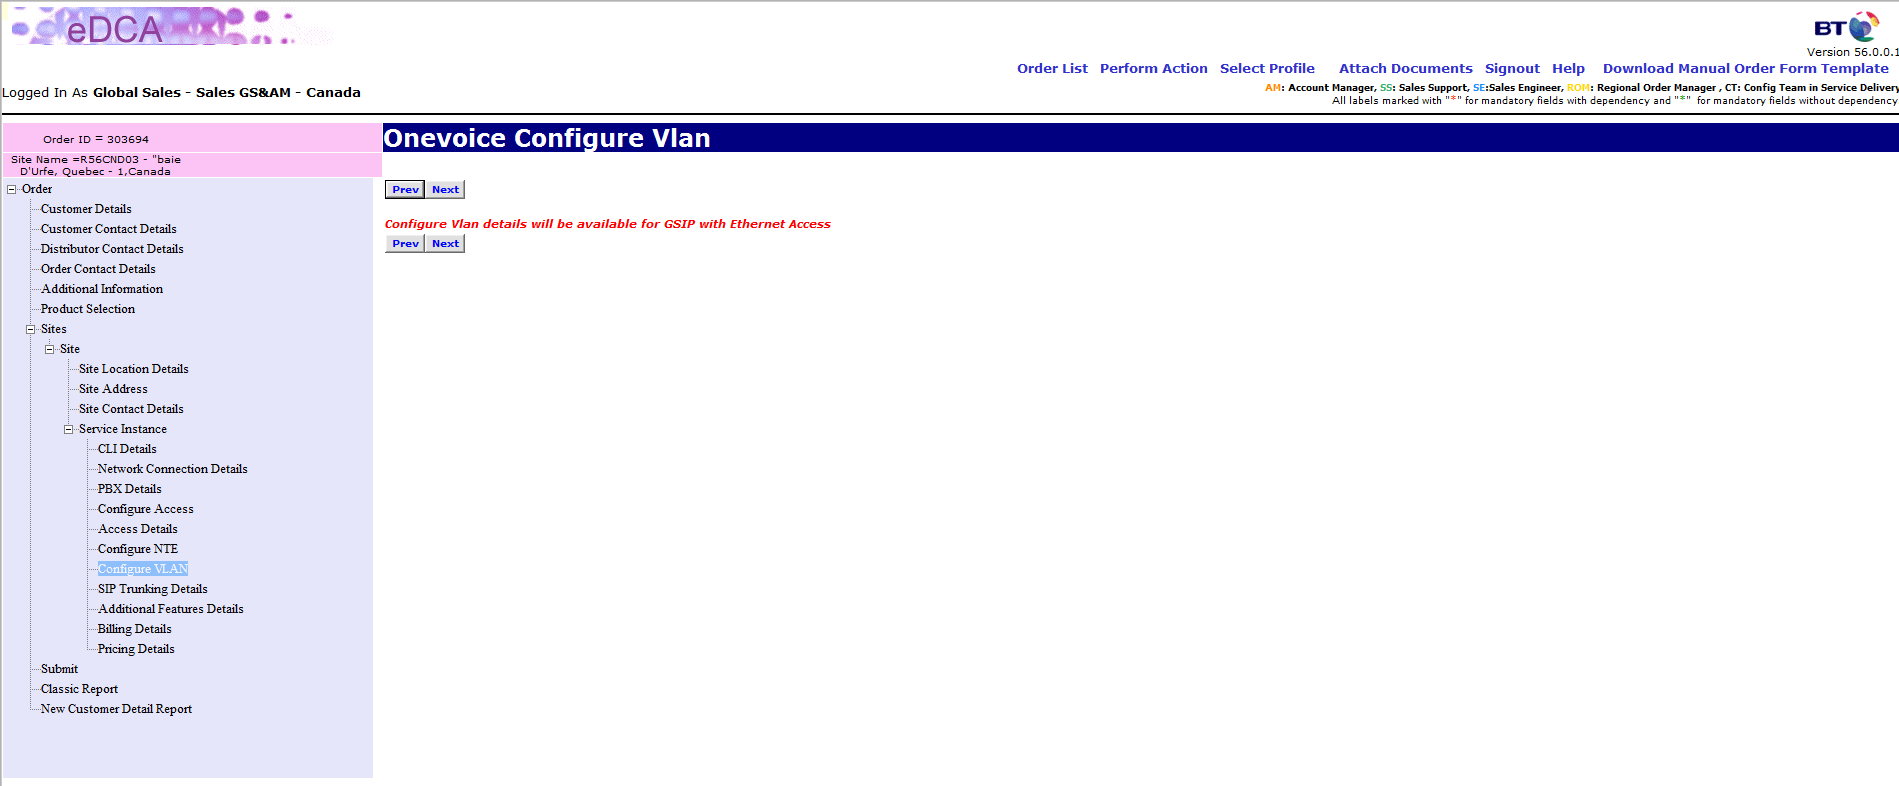 eDCA
BT
Version 56.0.0.1
Order List Perform Action Select Profile Attach Documents Signout Help Download Manual Order Form Template
Logged In As Global Sales - Sales GS&AM - Canada
AM: Account Manager, SS: Sales Support, SE:Sales Engineer, ROM: Regional Order Manager , CT: Config Team in Service Delivery
All labels marked with "*" for mandatory fields with dependency and "*" for mandatory fields without dependency
Order ID = 303694
Site Name =R56CND03 - "baie
D'Urfe, Quebec - 1,Canada
Onevoice Configure Vlan
Prev Next
Configure Vlan details will be available for GSIP with Ethernet Access
Prev Next
Order
Customer Details
Customer Contact Details
Distributor Contact Details
Order Contact Details
Additional Information
Product Selection
Sites
Site
Site Location Details
Site Address
Site Contact Details
Service Instance
CLI Details
Network Connection Details
PBX Details
Configure Access
Access Details
Configure NTE
Configure VLAN
SIP Trunking Details
Additional Features Details
Billing Details
Pricing Details
Submit
Classic Report
New Customer Detail Report